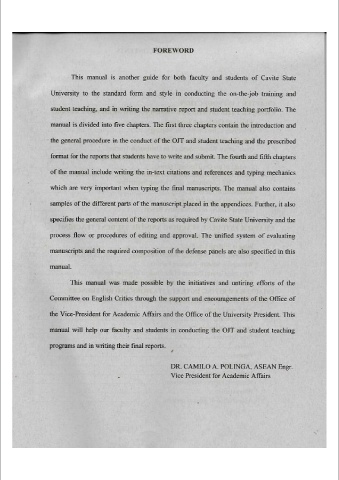 FOREWORD
This manual is another guide for both faculty and students of Cavite State
University to the standard form and style in conducting the on-the-job training and
student teaching, and in writing the narrative report and student teaching portfolio. The
manual is divided into five chapters. The first three chapters contain the introduction and
the general procedure in the conduct of the OJT and student teaching and the prescribed
format for the reports that students have to write and submit. The fourth and fifth chapters
of the manual include writing the in-text citations and references and typing mechanics
which are very important when typing the final manuscripts. The manual also contains
samples of the different parts of the manuscript placed in the appendices. Further, it also
specifies the general content of the reports as required by Cavite State University and the
process flow or procedures of editing and approval. The unified system of evaluating
manuscripts and the required composition of the defense panels are also specified in this
manual.
This manual was made possible by the initiatives and untiring efforts of the
Committee on English Critics through the support and encouragements of the Office of
the Vice-President for Academic Affairs and the Office of the University President. This
manual will help our faculty and students in conducting the OJT and student teaching
programs and in writing their final reports.
DR. CAMILO A. POLINGA, ASEAN Engr.
Vice President for Academic Affairs